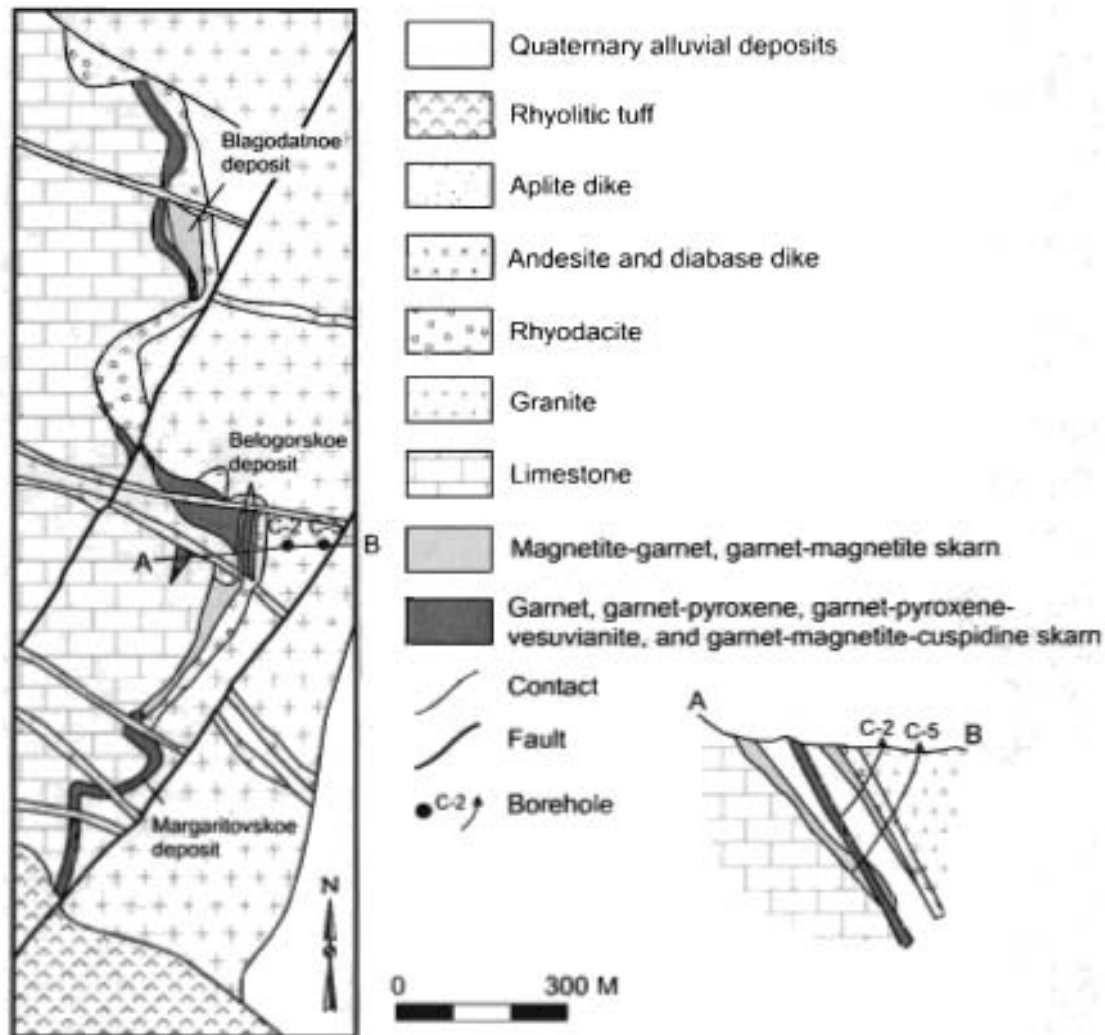 Blagodatnoe
deposit
Belogorskoe
deposit
C-2 C-5
A
B
Margaritovskoe
deposit
N
Quaternary alluvial deposits
Rhyolitic tuff
Aplite dike
Andesite and diabase dike
Rhyodacite
Granite
Limestone
Magnetite-garnet, garnet-magnetite skarn
Garnet, garnet-pyroxene, garnet-pyroxene-
vesuvianite, and garnet-magnetite-cuspidine skarn
Contact
Fault
C-2 Borehole
A
C-2 C-5 B
0 300 M